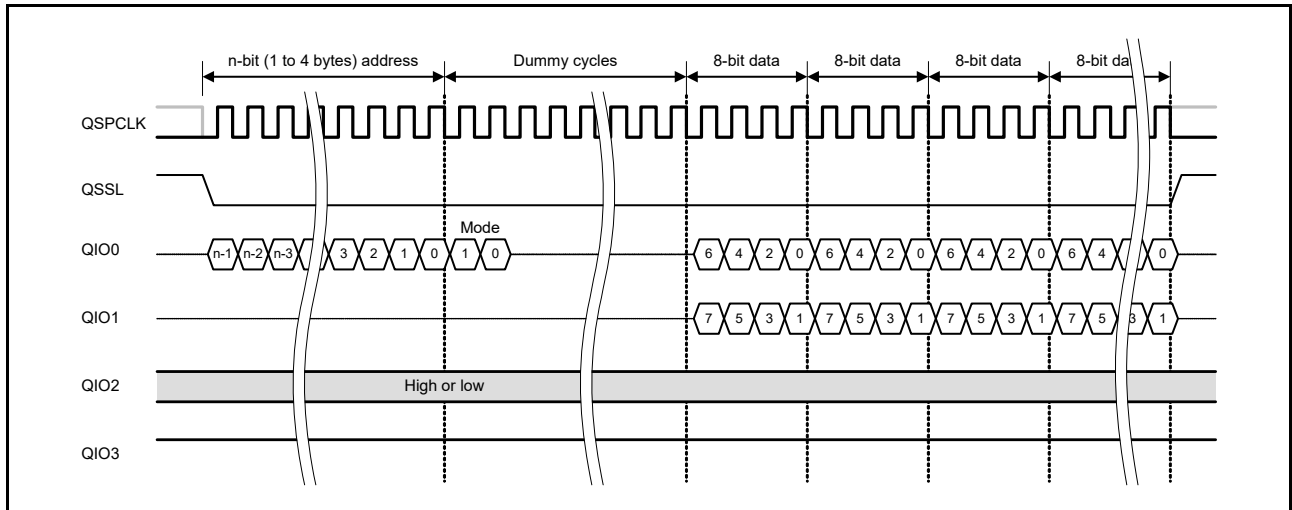 n-bit (1 to 4 bytes) address Dummy cycles 8-bit data 8-bit data 8-bit data 8-bit da
QSPCLK
QSSL
Mode
QIO0 n-1 n-2 n-3 3 2 1 0 1 0 6 4 2 0 6 4 2 0 6 4 2 0 6 4 0
QIO1 7 5 3 1 7 5 3 1 7 5 3 1 7 5 3 1
QIO2 High or low
QIO3